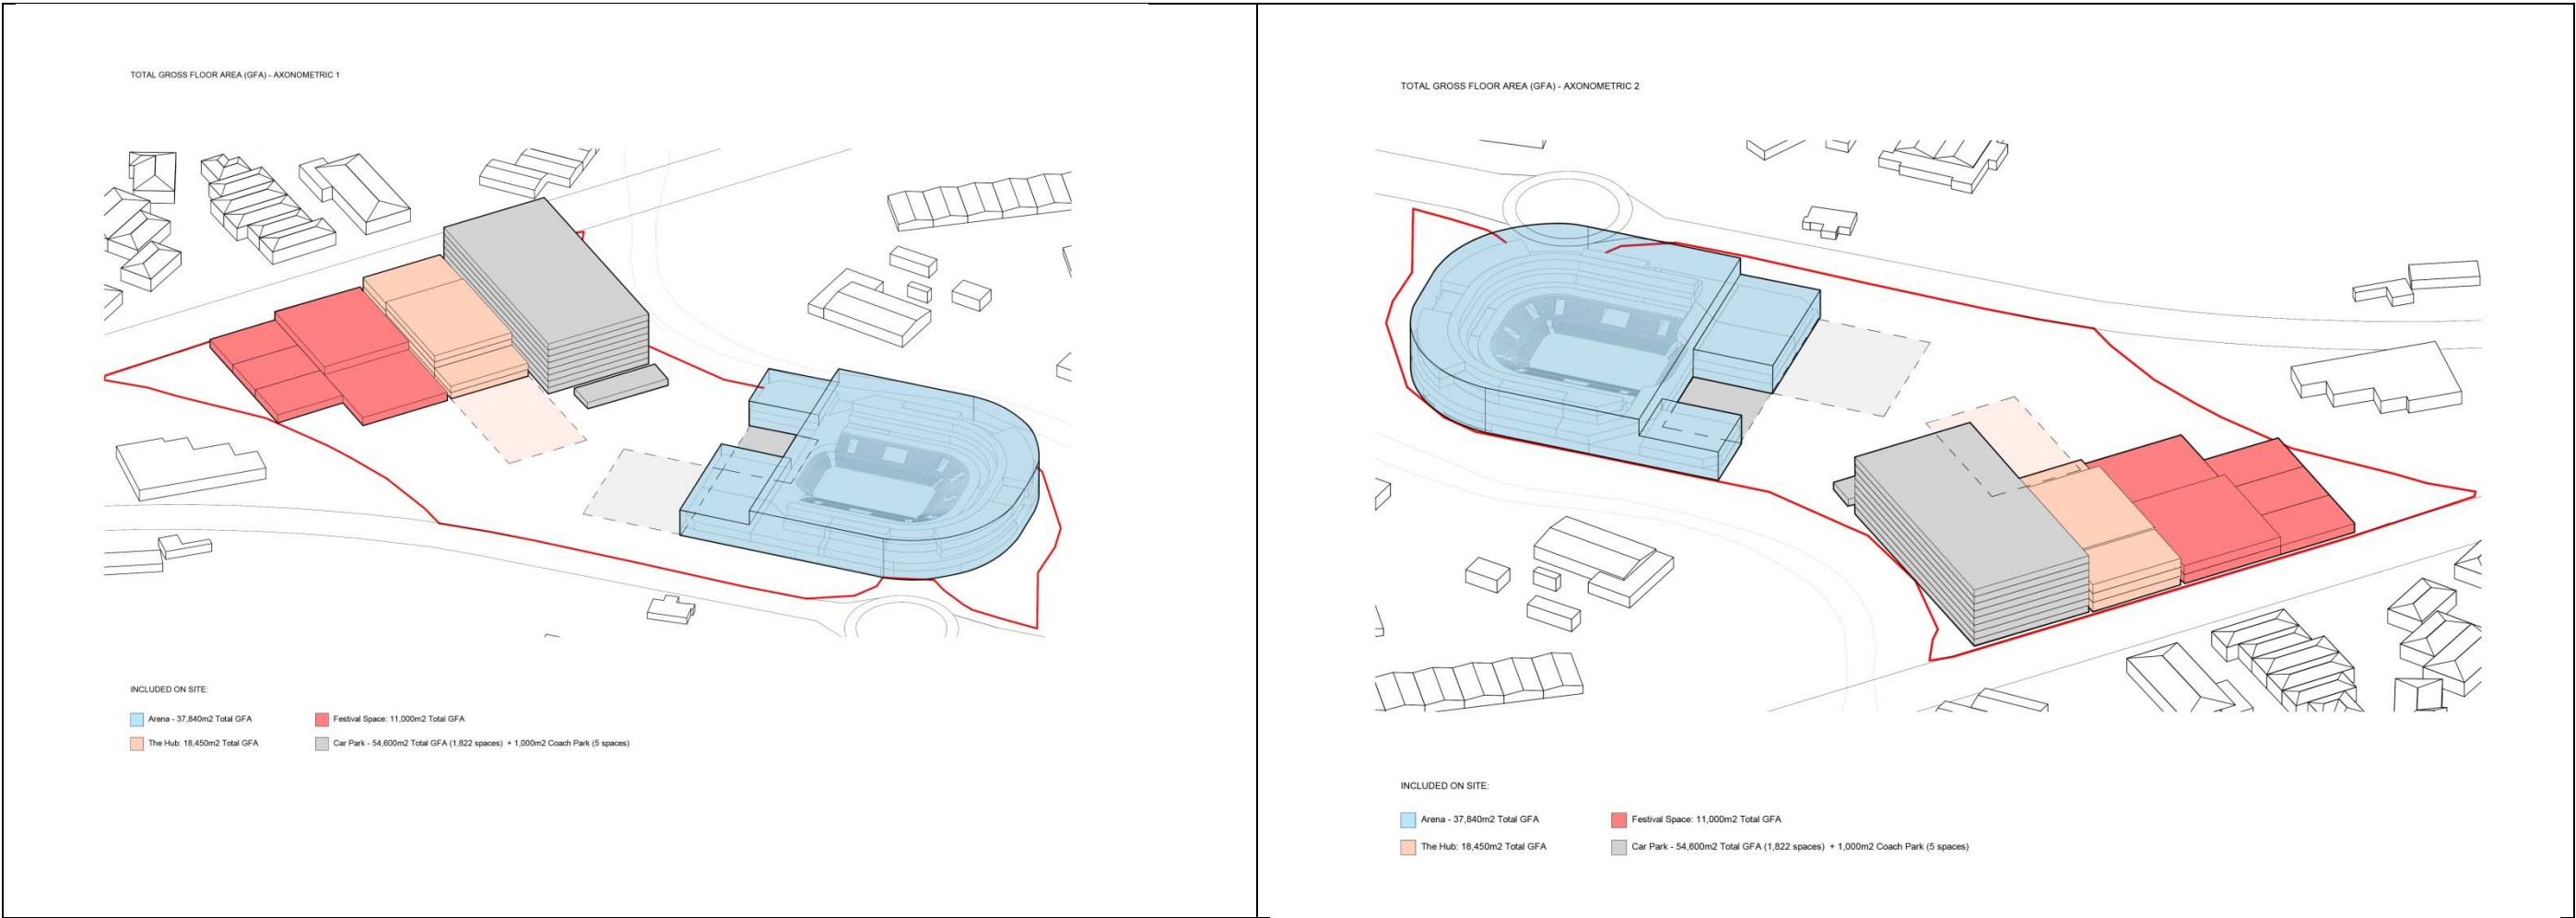 TOTAL GROSS FLOOR AREA (GFA) - AXONOMETRIC 1
INCLUDED ON SITE:
Arena - 37,840m2 Total GFA
Festival Space: 11,000m2 Total GFA
The Hub: 18,450m2 Total GFA
Car Park - 54,600m2 Total GFA (1,822 spaces) + 1,000m2 Coach Park (5 spaces)
TOTAL GROSS FLOOR AREA (GFA) - AXONOMETRIC 2
INCLUDED ON SITE:
Arena - 37,840m2 Total GFA
Festival Space: 11,000m2 Total GFA
The Hub: 18,450m2 Total GFA
Car Park - 54,600m2 Total GFA (1,822 spaces) + 1,000m2 Coach Park (5 spaces)